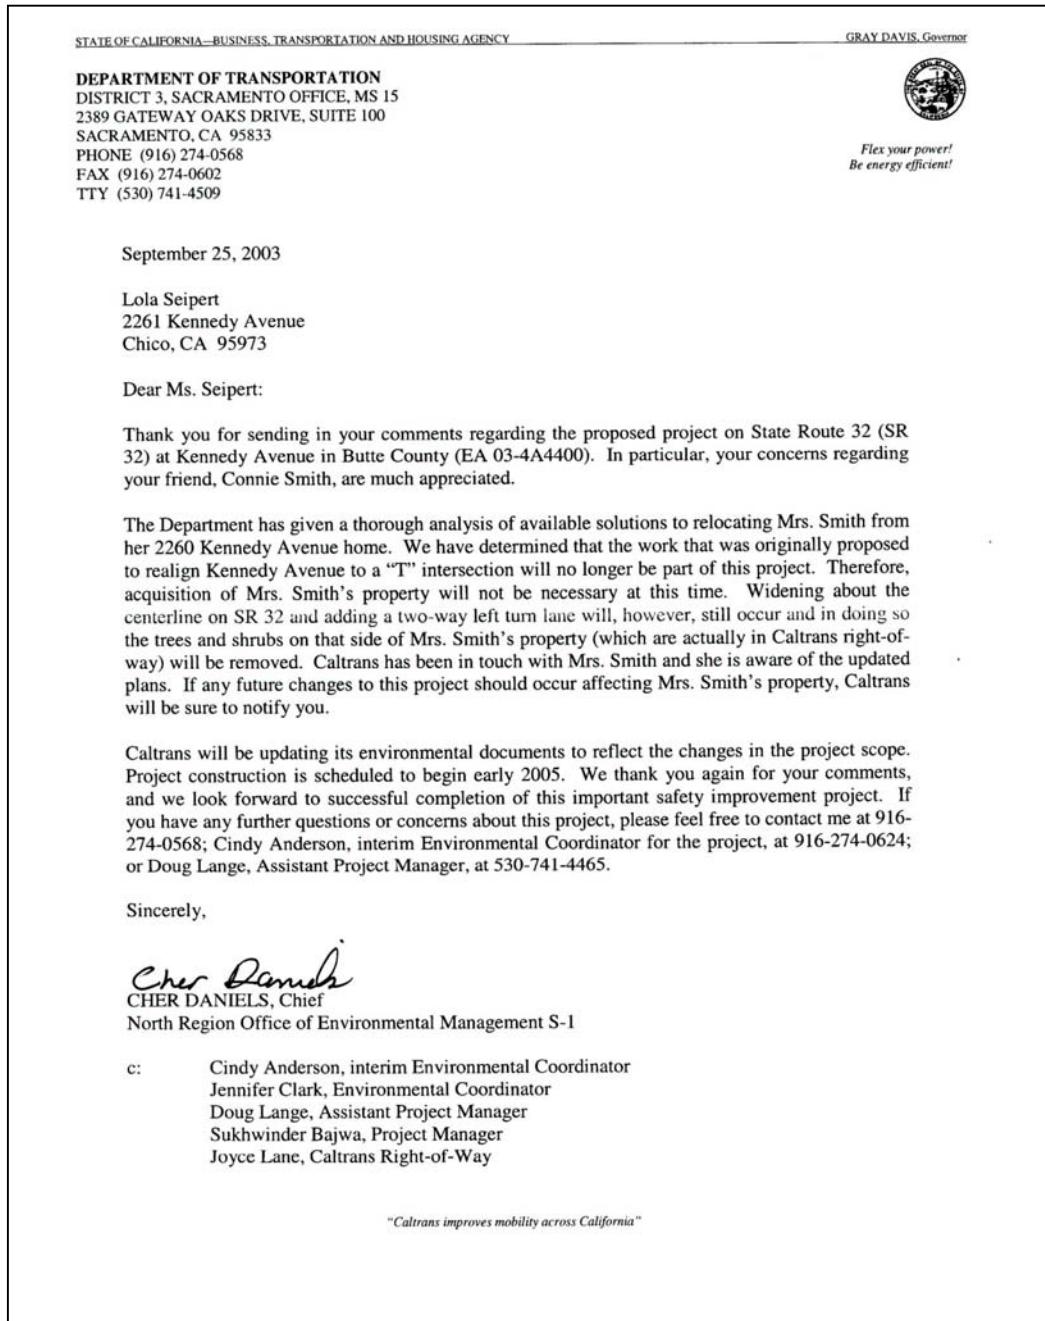 STATE OF CALIFORNIA—BUSINESS, TRANSPORTATION AND HOUSING AGENCY
GRAY DAVIS, Governor
DEPARTMENT OF TRANSPORTATION
DISTRICT 3, SACRAMENTO OFFICE, MS 15
2389 GATEWAY OAKS DRIVE, SUITE 100
SACRAMENTO, CA 95833
PHONE (916) 274-0568
FAX (916) 274-0602
TTY (530) 741-4509
Flex your power!
Be energy efficient!
September 25, 2003
Lola Seipert
2261 Kennedy Avenue
Chico, CA 95973
Dear Ms. Seipert:
Thank you for sending in your comments regarding the proposed project on State Route 32 (SR
32) at Kennedy Avenue in Butte County (EA 03-4A4400). In particular, your concerns regarding
your friend, Connie Smith, are much appreciated.
The Department has given a thorough analysis of available solutions to relocating Mrs. Smith from
her 2260 Kennedy Avenue home. We have determined that the work that was originally proposed
to realign Kennedy Avenue to a “T” intersection will no longer be part of this project. Therefore,
acquisition of Mrs. Smith’s property will not be necessary at this time. Widening about the
centerline on SR 32 and adding a two-way left turn lane will, however, still occur and in doing so
the trees and shrubs on that side of Mrs. Smith’s property (which are actually in Caltrans right-of-
way) will be removed. Caltrans has been in touch with Mrs. Smith and she is aware of the updated
plans. If any future changes to this project should occur affecting Mrs. Smith’s property, Caltrans
will be sure to notify you.
Caltrans will be updating its environmental documents to reflect the changes in the project scope.
Project construction is scheduled to begin early 2005. We thank you again for your comments,
and we look forward to successful completion of this important safety improvement project. If
you have any further questions or concerns about this project, please feel free to contact me at 916-
274-0568; Cindy Anderson, interim Environmental Coordinator for the project, at 916-274-0624;
or Doug Lange, Assistant Project Manager, at 530-741-4465.
Sincerely,
Cher Daniels
CHER DANIELS, Chief
North Region Office of Environmental Management S-1
c: Cindy Anderson, interim Environmental Coordinator
Jennifer Clark, Environmental Coordinator
Doug Lange, Assistant Project Manager
Sukhwinder Bajwa, Project Manager
Joyce Lane, Caltrans Right-of-Way
"Caltrans improves mobility across California"